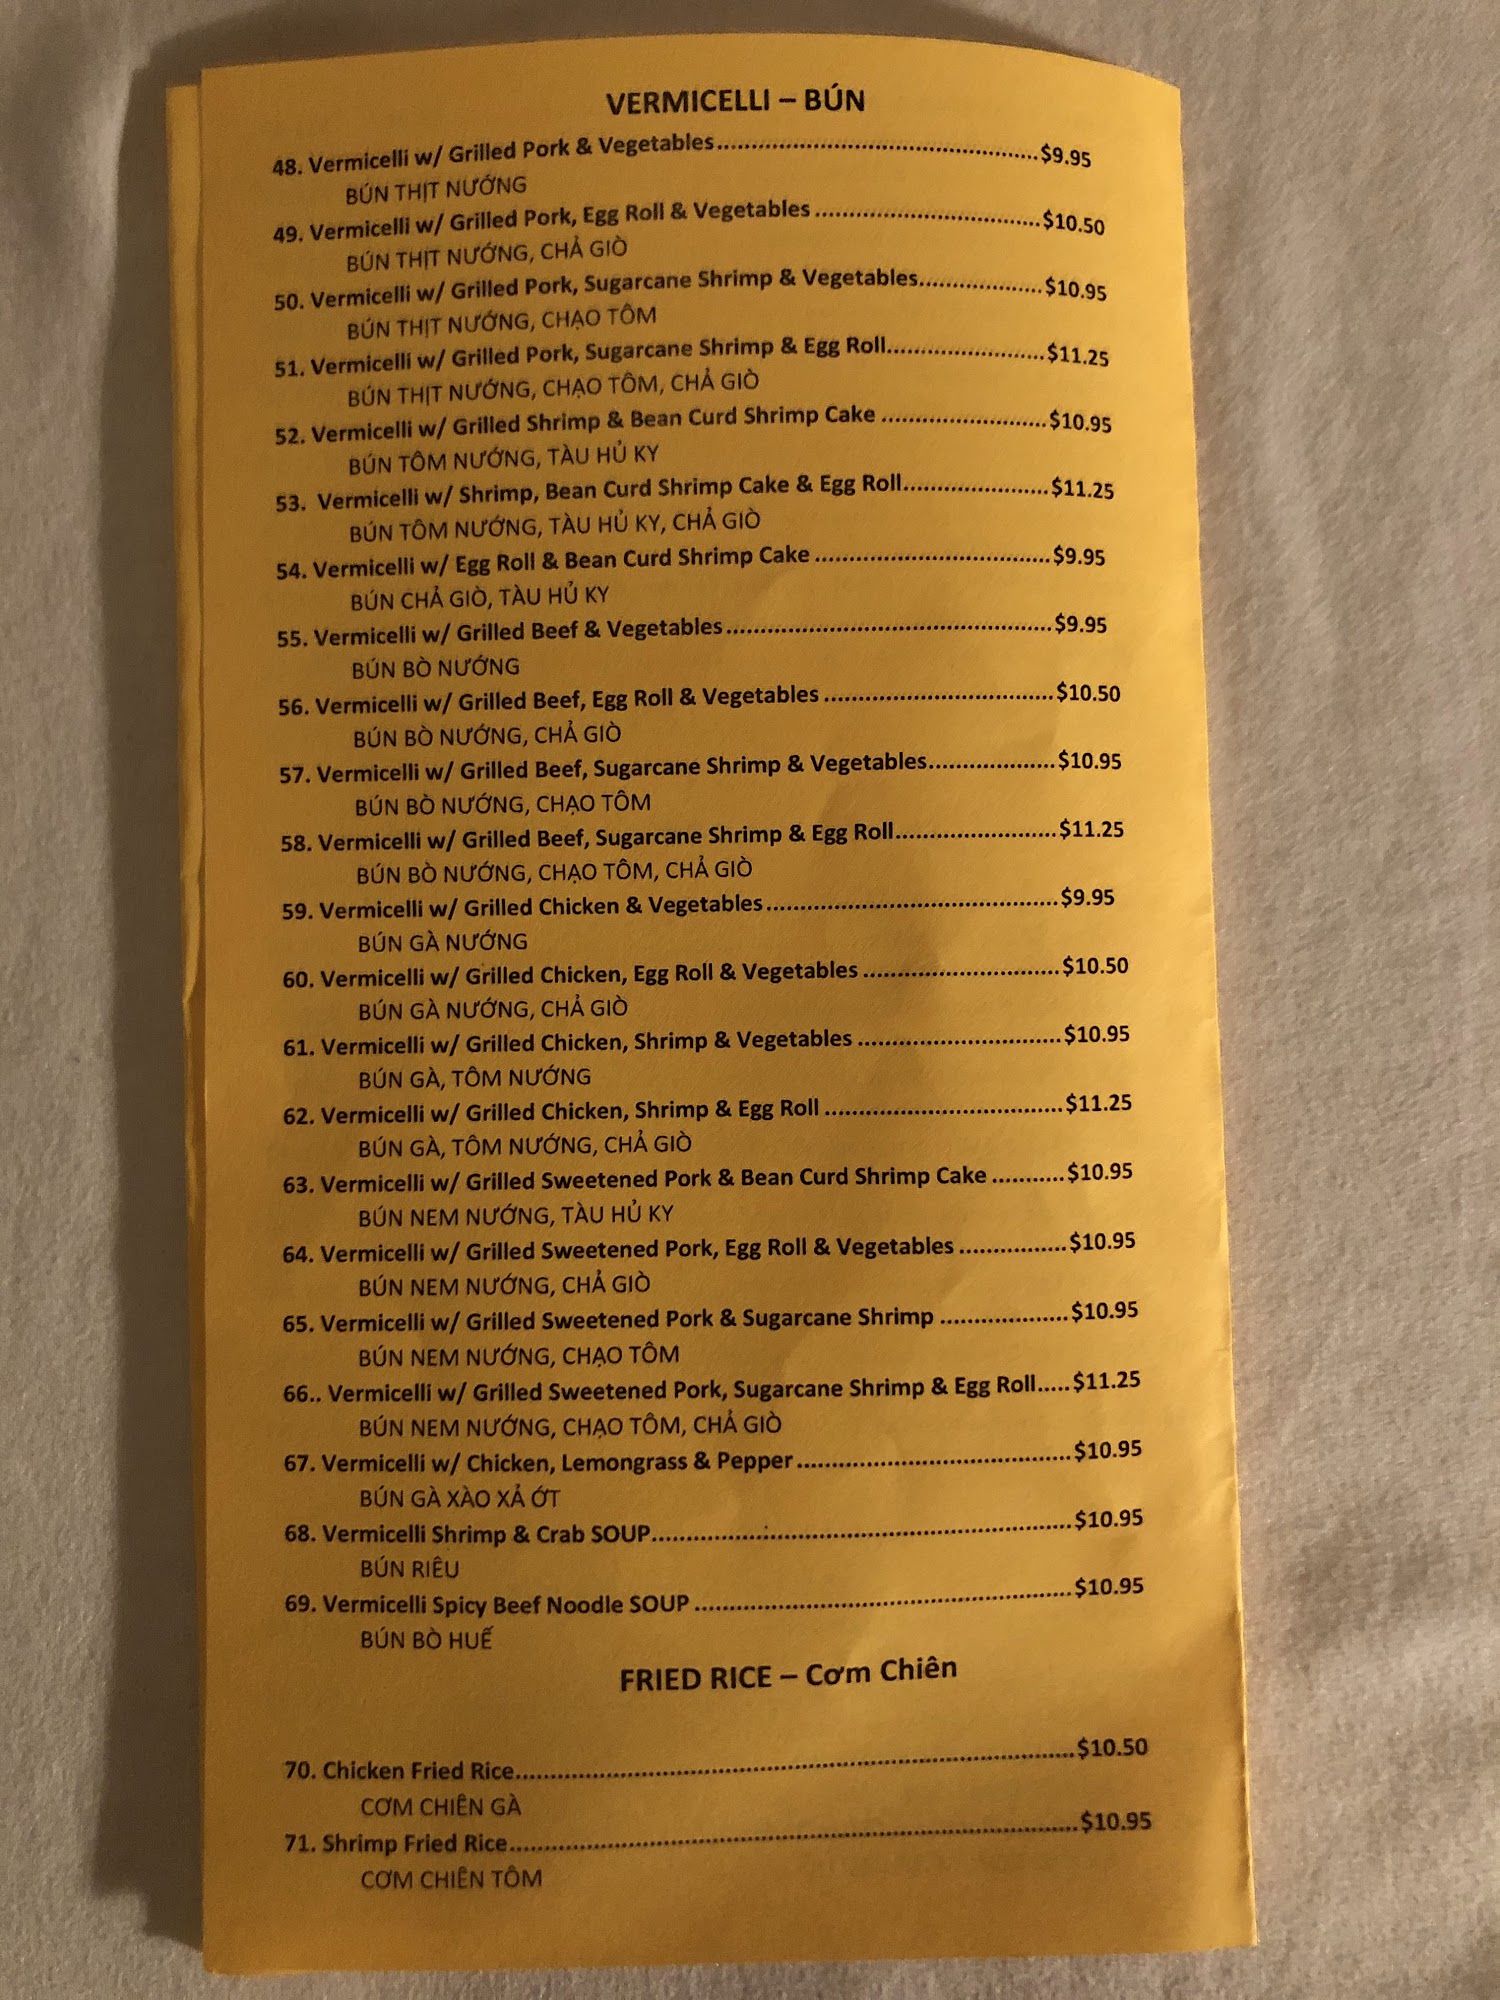 VERMICELLI – BÚN
48. Vermicelli w/ Grilled Pork & Vegetables................................................$9.95
BÚN THỊT NƯỚNG
49. Vermicelli w/ Grilled Pork, Egg Roll & Vegetables ..................................$10.50
BÚN THỊT NƯỚNG, CHẢ GIÒ
50. Vermicelli w/ Grilled Pork, Sugarcane Shrimp & Vegetables..................$10.95
BÚN THỊT NƯỚNG, CHẠO TÔM
51. Vermicelli w/ Grilled Pork, Sugarcane Shrimp & Egg Roll.......................$11.25
BÚN THỊT NƯỚNG, CHẠO TÔM, CHẢ GIÒ
52. Vermicelli w/ Grilled Shrimp & Bean Curd Shrimp Cake ........................$10.95
BÚN TÔM NƯỚNG, TÀU HỦ KY
53.  Vermicelli w/ Shrimp, Bean Curd Shrimp Cake & Egg Roll.....................$11.25
BÚN TÔM NƯỚNG, TÀU HỦ KY, CHẢ GIÒ
54. Vermicelli w/ Egg Roll & Bean Curd Shrimp Cake ..................................$9.95
BÚN CHẢ GIÒ, TÀU HỦ KY
55. Vermicelli w/ Grilled Beef & Vegetables................................................$9.95
BÚN BÒ NƯỚNG
56. Vermicelli w/ Grilled Beef, Egg Roll & Vegetables .................................$10.50
BÚN BÒ NƯỚNG, CHẢ GIÒ
57. Vermicelli w/ Grilled Beef, Sugarcane Shrimp & Vegetables..................$10.95
BÚN BÒ NƯỚNG, CHẠO TÔM
58. Vermicelli w/ Grilled Beef, Sugarcane Shrimp & Egg Roll.......................$11.25
BÚN BÒ NƯỚNG, CHẠO TÔM, CHẢ GIÒ
59. Vermicelli w/ Grilled Chicken & Vegetables...........................................$9.95
BÚN GÀ NƯỚNG
60. Vermicelli w/ Grilled Chicken, Egg Roll & Vegetables ............................$10.50
BÚN GÀ NƯỚNG, CHẢ GIÒ
61. Vermicelli w/ Grilled Chicken, Shrimp & Vegetables .............................$10.95
BÚN GÀ, TÔM NƯỚNG
62. Vermicelli w/ Grilled Chicken, Shrimp & Egg Roll ..................................$11.25
BÚN GÀ, TÔM NƯỚNG, CHẢ GIÒ
63. Vermicelli w/ Grilled Sweetened Pork & Bean Curd Shrimp Cake ...........$10.95
BÚN NEM NƯỚNG, TÀU HỦ KY
64. Vermicelli w/ Grilled Sweetened Pork, Egg Roll & Vegetables ................$10.95
BÚN NEM NƯỚNG, CHẢ GIÒ
65. Vermicelli w/ Grilled Sweetened Pork & Sugarcane Shrimp ...................$10.95
BÚN NEM NƯỚNG, CHẠO TÔM
66.. Vermicelli w/ Grilled Sweetened Pork, Sugarcane Shrimp & Egg Roll.....$11.25
BÚN NEM NƯỚNG, CHẠO TÔM, CHẢ GIÒ
67. Vermicelli w/ Chicken, Lemongrass & Pepper........................................$10.95
BÚN GÀ XÀO XẢ ỚT
68. Vermicelli Shrimp & Crab SOUP..............................................................$10.95
BÚN RIÊU
69. Vermicelli Spicy Beef Noodle SOUP ........................................................$10.95
BÚN BÒ HUẾ
FRIED RICE – Cơm Chiên
70. Chicken Fried Rice..................................................................................$10.50
CƠM CHIÊN GÀ
71. Shrimp Fried Rice...................................................................................$10.95
CƠM CHIÊN TÔM